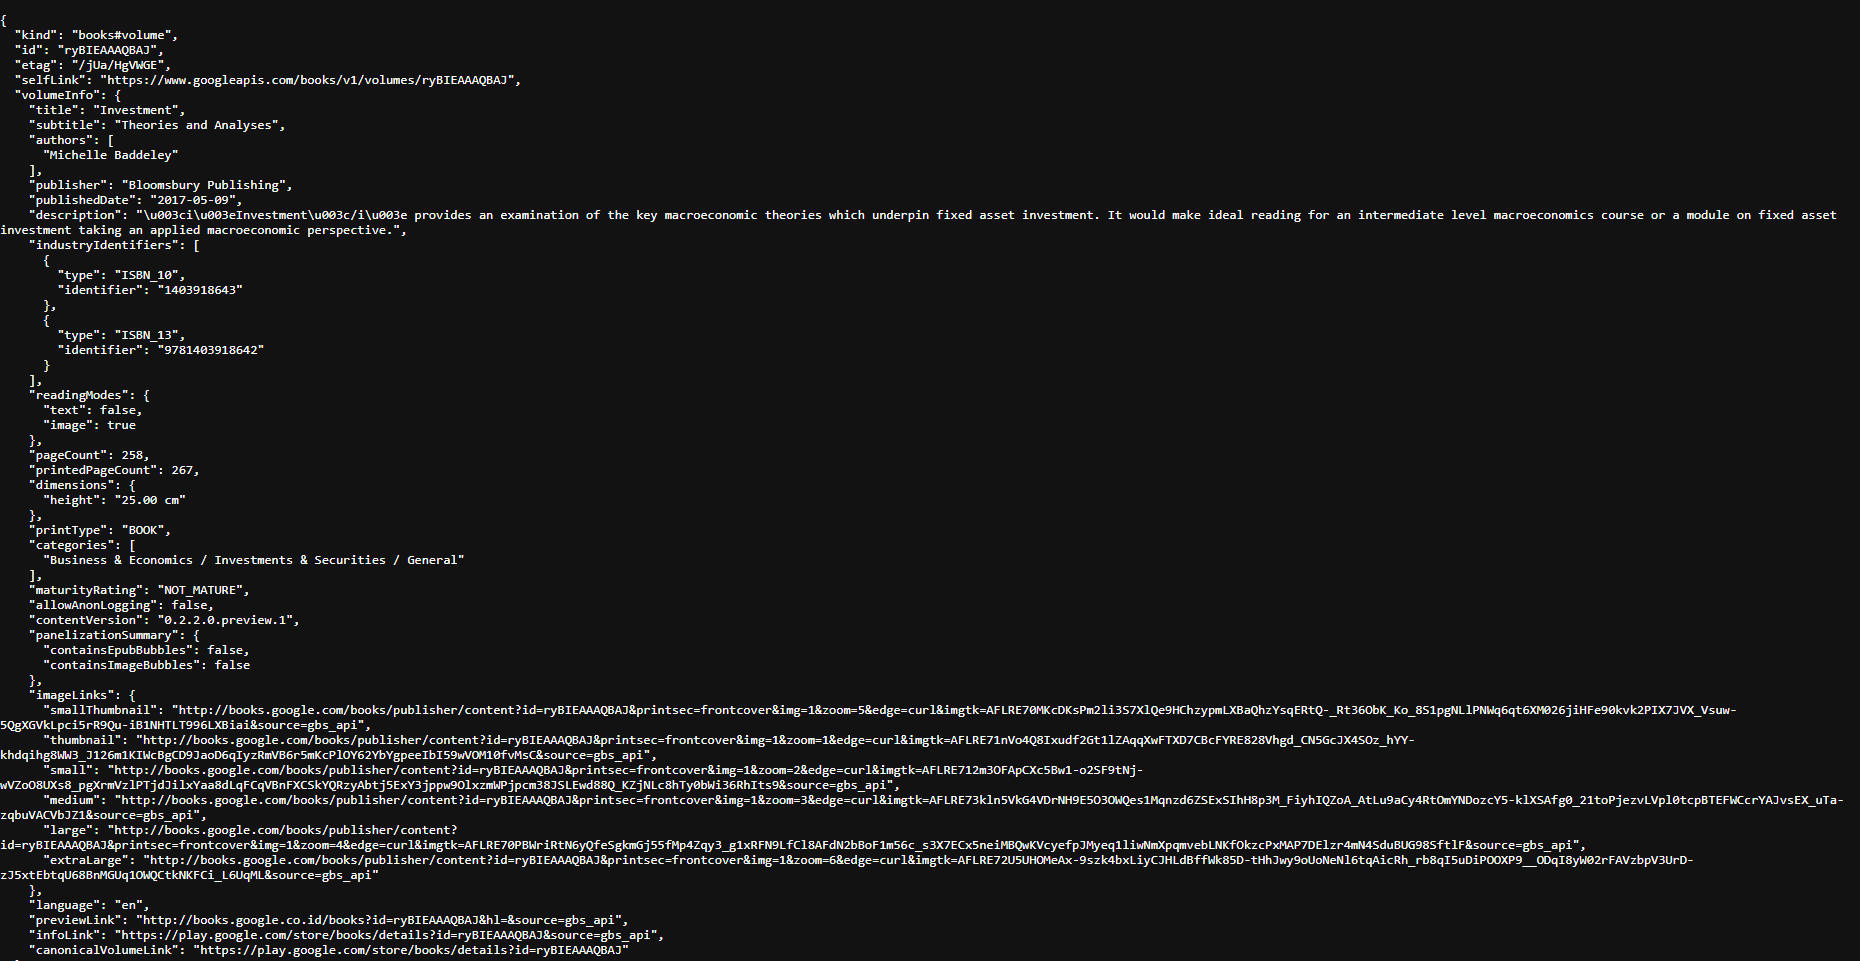 {
  "kind": "books#volume",
  "id": "ryBIEAAAQBAJ",
  "etag": "/jUa/HgVWGE",
  "selfLink": "https://www.googleapis.com/books/v1/volumes/ryBIEAAAQBAJ",
  "volumeInfo": {
    "title": "Investment",
    "subtitle": "Theories and Analyses",
    "authors": [
      "Michelle Baddeley"
    ],
    "publisher": "Bloomsbury Publishing",
    "publishedDate": "2017-05-09",
    "description": "\u003ci\u003eInvestment\u003c/i\u003e provides an examination of the key macroeconomic theories which underpin fixed asset investment. It would make ideal reading for an intermediate level macroeconomics course or a module on fixed asset
investment taking an applied macroeconomic perspective.",
    "industryIdentifiers": [
      {
        "type": "ISBN_10",
        "identifier": "1403918643"
      },
      {
        "type": "ISBN_13",
        "identifier": "9781403918642"
      }
    ],
    "readingModes": {
      "text": false,
      "image": true
    },
    "pageCount": 258,
    "printedPageCount": 267,
    "dimensions": {
      "height": "25.00 cm"
    },
    "printType": "BOOK",
    "categories": [
      "Business & Economics / Investments & Securities / General"
    ],
    "maturityRating": "NOT_MATURE",
    "allowAnonLogging": false,
    "contentVersion": "0.2.2.0.preview.1",
    "panelizationSummary": {
      "containsEpubBubbles": false,
      "containsImageBubbles": false
    },
    "imageLinks": {
      "smallThumbnail": "http://books.google.com/books/publisher/content?id=ryBIEAAAQBAJ&printsec=frontcover&img=1&zoom=5&edge=curl&imgtk=AFLRE70MKcDKsPm2li3S7XlQe9HChzypmLXBaQhzYsqERtQ-_Rt36ObK_Ko_8S1pgNLlPNWq6qt6XM026jiHFe90kvk2PIX7JVX_Vsuw-
5QgXGVkLpci5rR9Qu-iB1NHTLT996LXBiai&source=gbs_api",
      "thumbnail": "http://books.google.com/books/publisher/content?id=ryBIEAAAQBAJ&printsec=frontcover&img=1&zoom=1&edge=curl&imgtk=AFLRE71nVo4Q8Ixudf2Gt1lZAqqXwFTXD7CBcFYRE828Vhgd_CN5GcJX4SOz_hYY-
khdqihg8WW3_J126m1KIWcBgCD9JaoD6qIyzRmVB6r5mKcPlOY62YbYgpeeIbI59wVOM10fvMsC&source=gbs_api",
      "small": "http://books.google.com/books/publisher/content?id=ryBIEAAAQBAJ&printsec=frontcover&img=1&zoom=2&edge=curl&imgtk=AFLRE712m3OFApCXc5Bw1-o2SF9tNj-
wVZoO8UXs8_pgXrmVzlPTjdJilxYaa8dLqFCqVBnFXCSkYQRzyAbtj5ExY3jppw9OlxzmWPjpcm38JSLEwd88Q_KZjNLc8hTy0bWi36RhIts9&source=gbs_api",
      "medium": "http://books.google.com/books/publisher/content?id=ryBIEAAAQBAJ&printsec=frontcover&img=1&zoom=3&edge=curl&imgtk=AFLRE73kln5VkG4VDrNH9E5O3OWQes1Mqnzd6ZSExSIhH8p3M_FiyhIQZoA_AtLu9aCy4RtOmYNDozcY5-klXSAfg0_21toPjezvLVpl0tcpBTEFWCcrYAJvsEX_uTa-
zqbuVACVbJZ1&source=gbs_api",
      "large": "http://books.google.com/books/publisher/content?
id=ryBIEAAAQBAJ&printsec=frontcover&img=1&zoom=4&edge=curl&imgtk=AFLRE70PBWriRtN6yQfeSgkmGj55fMp4Zqy3_g1xRFN9LfCl8AFdN2bBoF1m56c_s3X7ECx5neiMBQwKVcyefpJMyeq1liwNmXpqmvebLNKfOkzcPxMAP7DElzr4mN4SduBUG98SftlF&source=gbs_api",
      "extraLarge": "http://books.google.com/books/publisher/content?id=ryBIEAAAQBAJ&printsec=frontcover&img=1&zoom=6&edge=curl&imgtk=AFLRE72U5UHOMeAx-9szk4bxLiyCJHLdBffWk85D-tHhJwy9oUoNeNl6tqAicRh_rb8qI5uDiPOOXP9__ODqI8yW02rFAVzbpV3UrD-
zJ5xtEbtqU68BnMGUq1OWQCtkNKFCi_L6UqML&source=gbs_api"
    },
    "language": "en",
    "previewLink": "http://books.google.co.id/books?id=ryBIEAAAQBAJ&hl=&source=gbs_api",
    "infoLink": "https://play.google.com/store/books/details?id=ryBIEAAAQBAJ&source=gbs_api",
    "canonicalVolumeLink": "https://play.google.com/store/books/details?id=ryBIEAAAQBAJ"